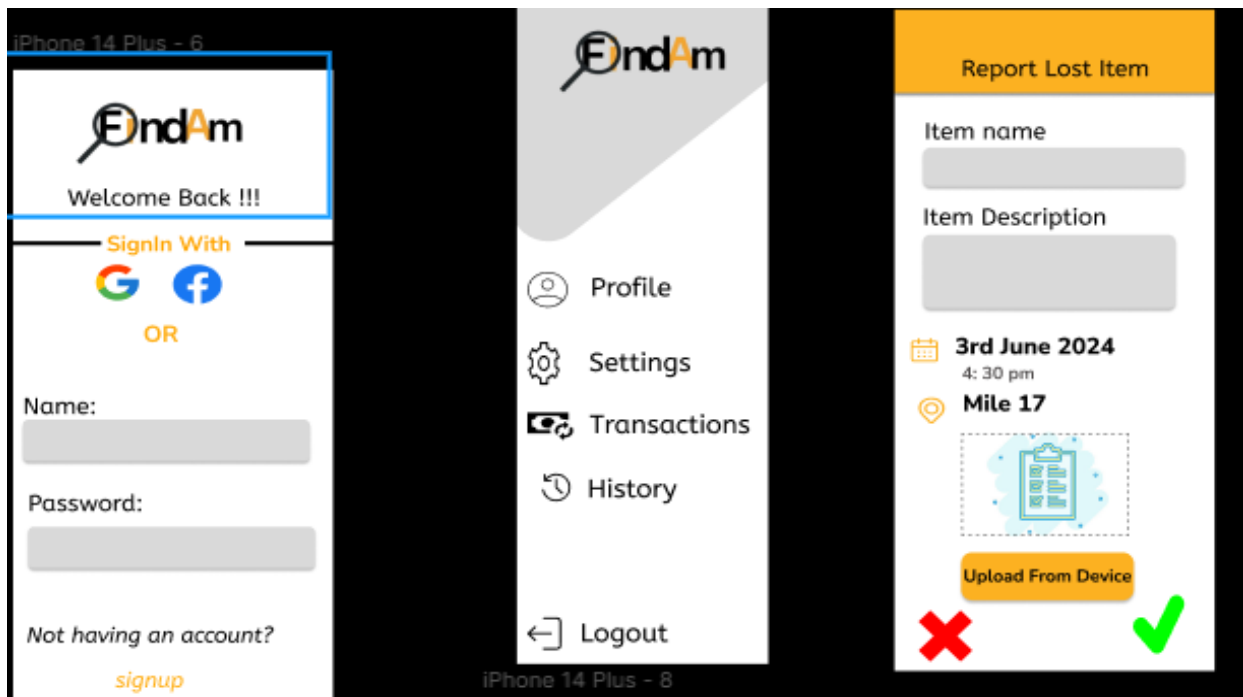 iPhone 14 Plus - 6
FindAm
Welcome Back !!!
SignIn With
OR
Name:
Password:
Not having an account?
signup
FindAm
Profile
Settings
Transactions
History
Logout
iPhone 14 Plus - 8
Report Lost Item
Item name
Item Description
3rd June 2024
4: 30 pm
Mile 17
Upload From Device